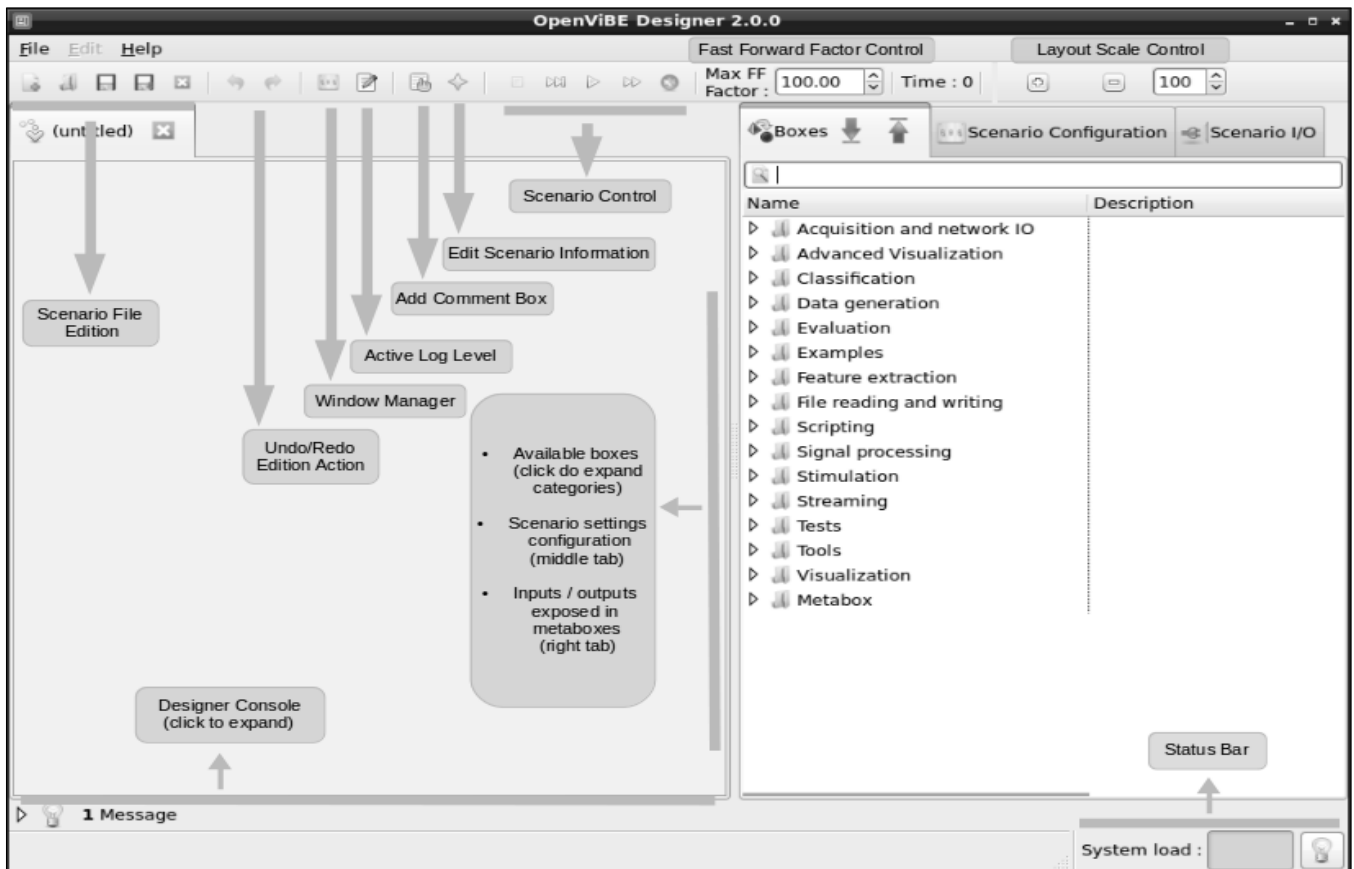 OpenViBE Designer 2.0.0
File Edit Help
Fast Forward Factor Control
Layout Scale Control
Max FF
Factor :
100.00
Time : 0
100
(untitled)
Boxes
Scenario Configuration
Scenario I/O
Name
Description
Scenario Control
Edit Scenario Information
Add Comment Box
Scenario File
Edition
Active Log Level
Window Manager
Undo/Redo
Edition Action
• Available boxes
(click do expand
categories)
• Scenario settings
configuration
(middle tab)
• Inputs / outputs
exposed in
metaboxes
(right tab)
Designer Console
(click to expand)
Acquisition and network IO
Advanced Visualization
Classification
Data generation
Evaluation
Examples
Feature extraction
File reading and writing
Scripting
Signal processing
Stimulation
Streaming
Tests
Tools
Visualization
Metabox
Status Bar
1 Message
System load :